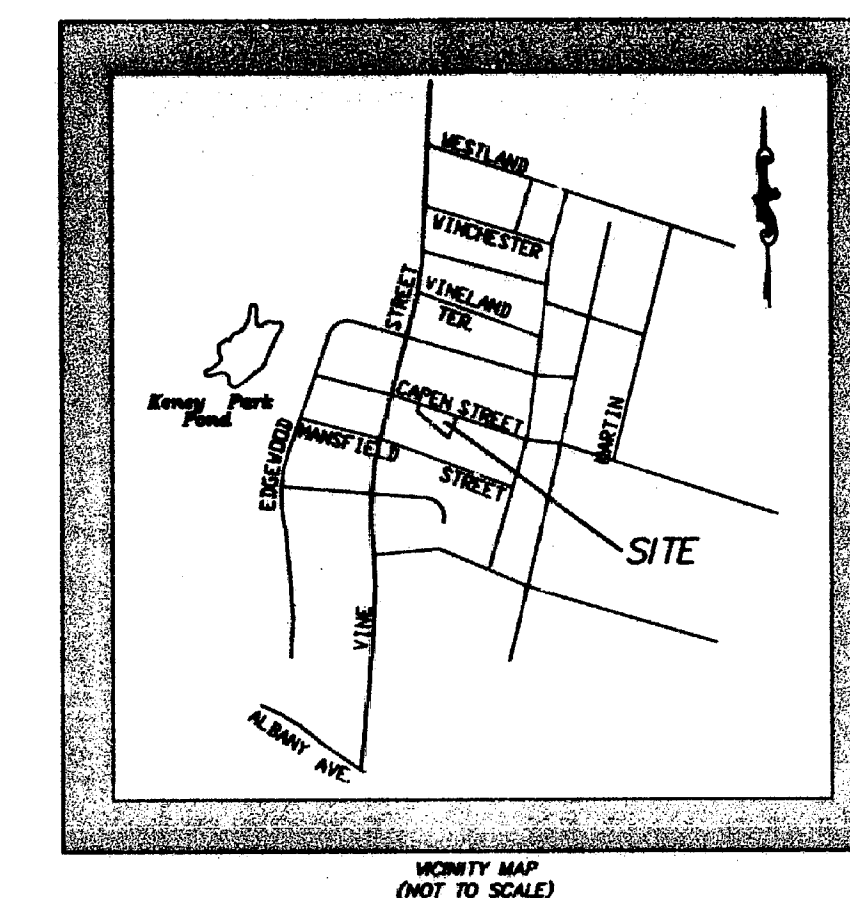 WESTLAND
WINCHESTER
STREET
VINELAND
TER.
CAPEN STREET
Keney Park
Pond
MARTIN
EDGEWOOD
MANSFIELD
STREET
SITE
VINE
ALBANY AVE.
VICINITY MAP
(NOT TO SCALE)